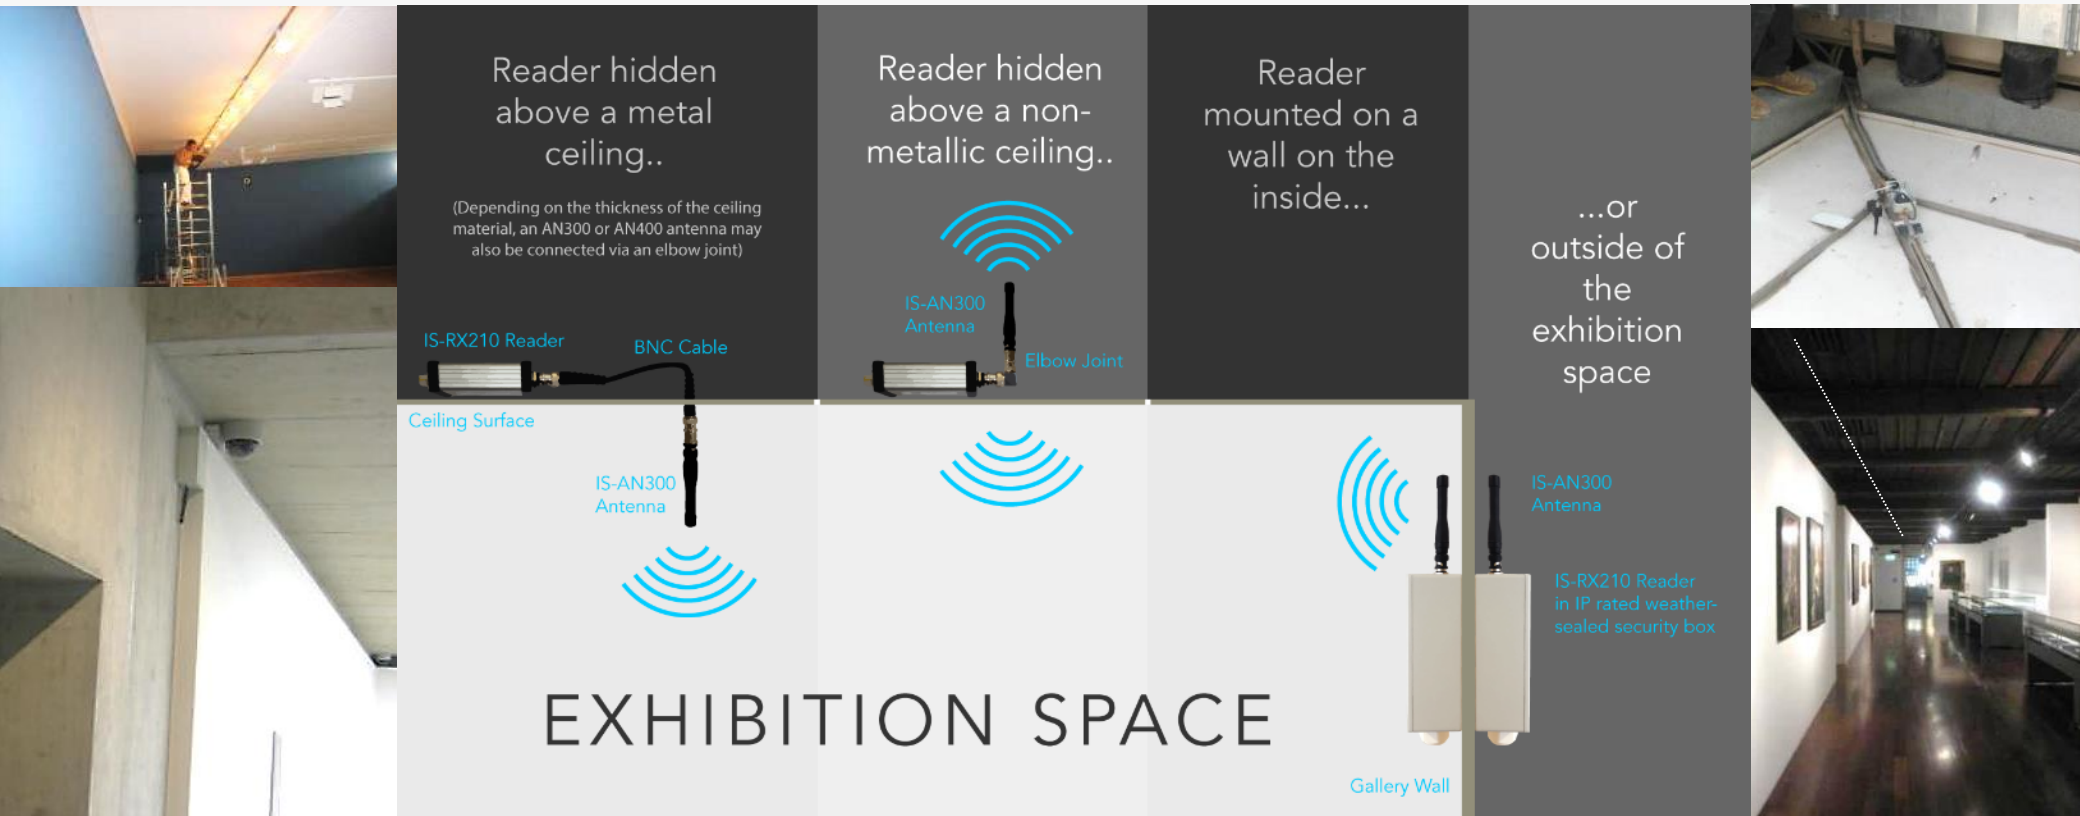 Reader hidden
above a metal
ceiling..
(Depending on the thickness of the ceiling
material, an AN300 or AN400 antenna may
also be connected via an elbow joint)
IS-RX210 Reader
BNC Cable
Ceiling Surface
IS-AN300
Antenna
Reader hidden
above a non-
metallic ceiling..
IS-AN300
Antenna
Elbow Joint
Reader
mounted on a
wall on the
inside...
...or
outside of
the
exhibition
space
IS-AN300
Antenna
IS-RX210 Reader
in IP rated weather-
sealed security box
EXHIBITION SPACE
Gallery Wall